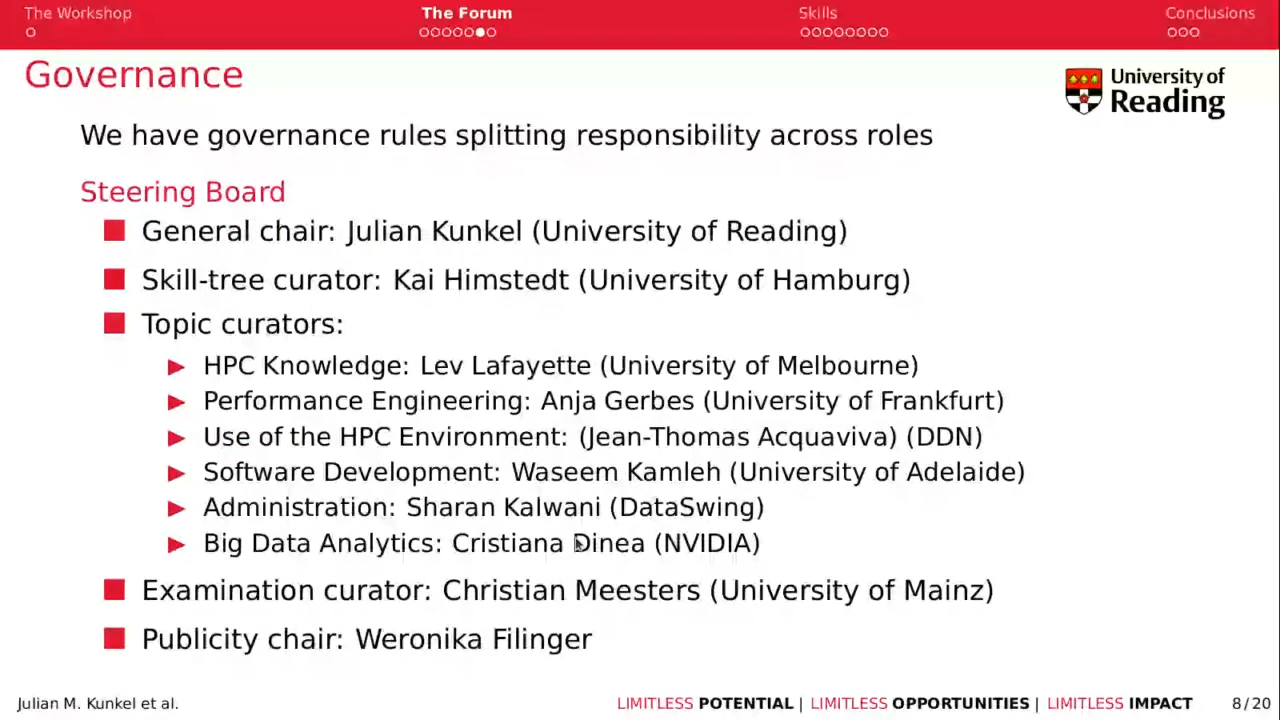 The Workshop
The Forum
Skills
Conclusions
Governance
University of
Reading
We have governance rules splitting responsibility across roles
Steering Board
General chair: Julian Kunkel (University of Reading)
Skill-tree curator: Kai Himstedt (University of Hamburg)
Topic curators:
HPC Knowledge: Lev Lafayette (University of Melbourne)
Performance Engineering: Anja Gerbes (University of Frankfurt)
Use of the HPC Environment: (Jean-Thomas Acquaviva) (DDN)
Software Development: Waseem Kamleh (University of Adelaide)
Administration: Sharan Kalwani (DataSwing)
Big Data Analytics: Cristiana Dinea (NVIDIA)
Examination curator: Christian Meesters (University of Mainz)
Publicity chair: Weronika Filinger
Julian M. Kunkel et al.
LIMITLESS POTENTIAL | LIMITLESS OPPORTUNITIES | LIMITLESS IMPACT
8/20